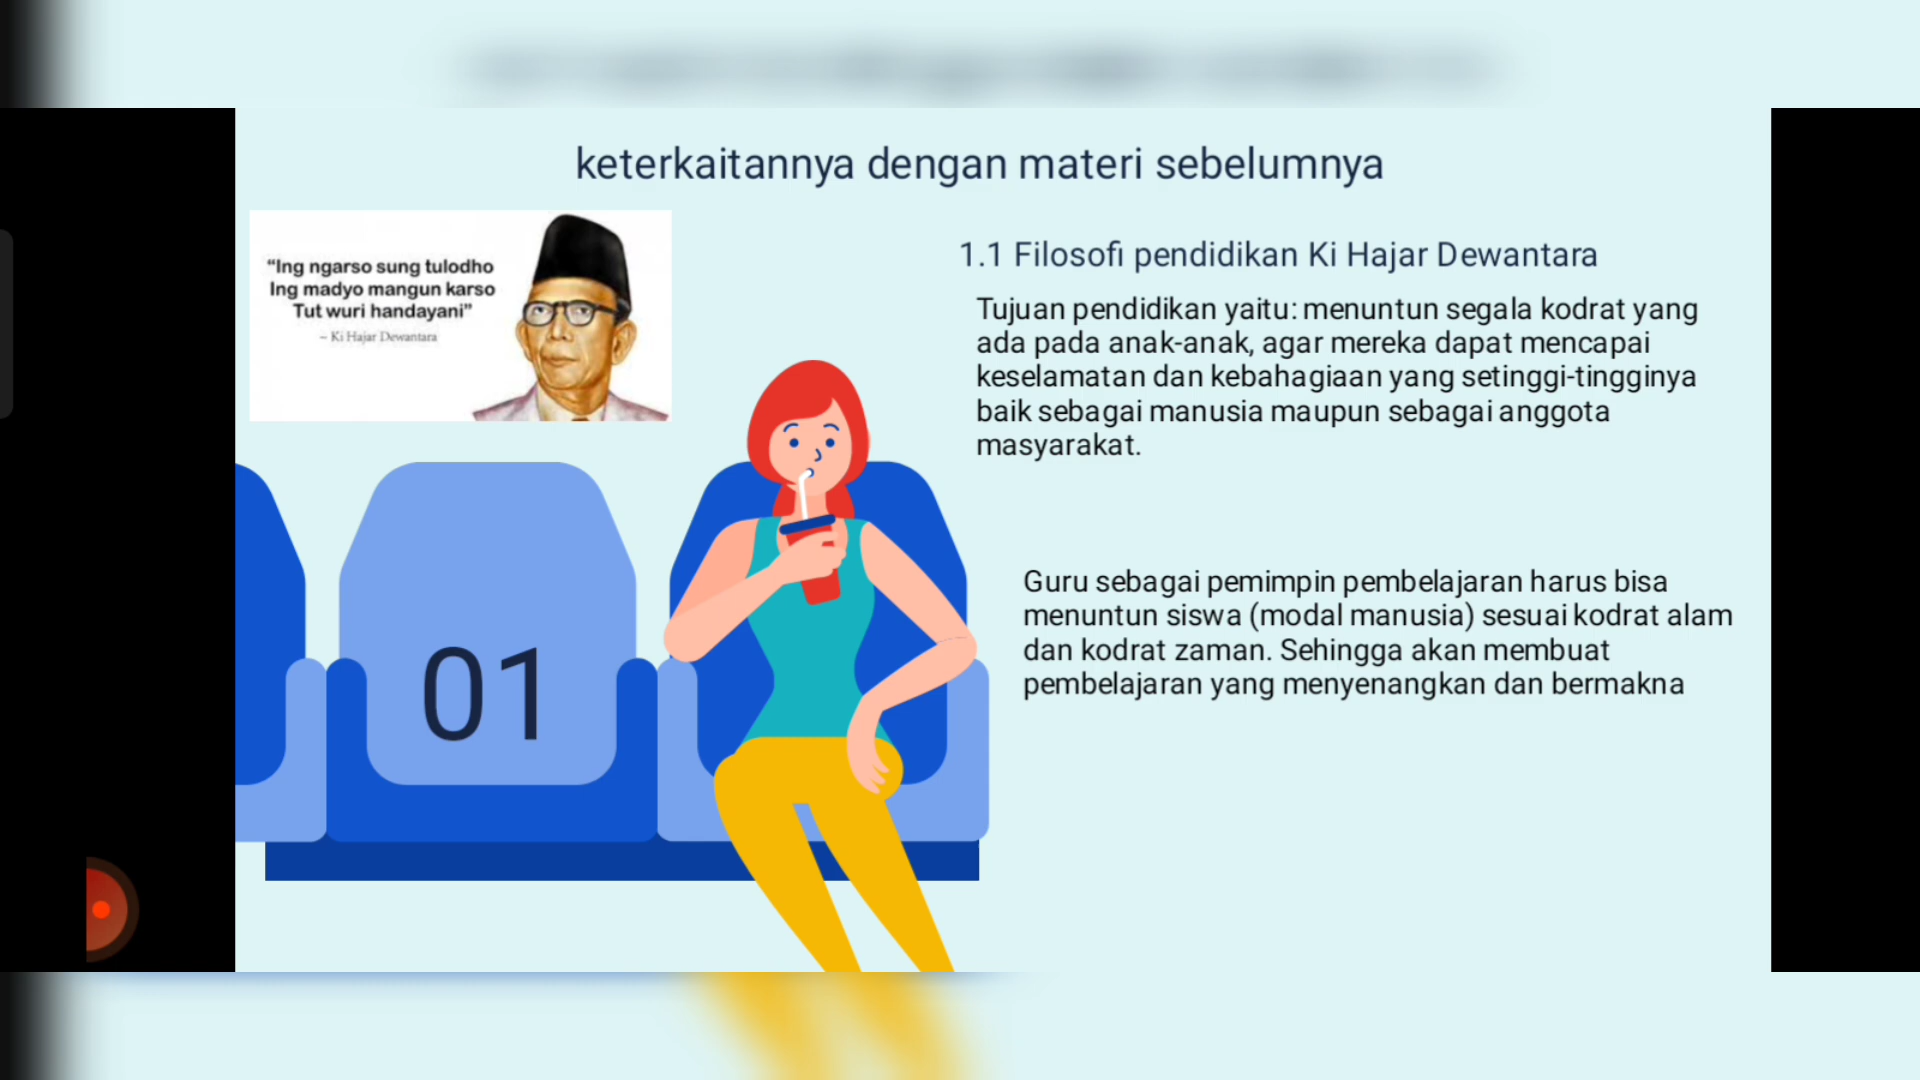 keterkaitannya dengan materi sebelumnya
“Ing ngarso sung tulodho
Ing madyo mangun karso
Tut wuri handayani”
~ Ki Hajar Dewantara
1.1 Filosofi pendidikan Ki Hajar Dewantara
Tujuan pendidikan yaitu: menuntun segala kodrat yang
ada pada anak-anak, agar mereka dapat mencapai
keselamatan dan kebahagiaan yang setinggi-tingginya
baik sebagai manusia maupun sebagai anggota
masyarakat.
Guru sebagai pemimpin pembelajaran harus bisa
menuntun siswa (modal manusia) sesuai kodrat alam
dan kodrat zaman. Sehingga akan membuat
pembelajaran yang menyenangkan dan bermakna
01